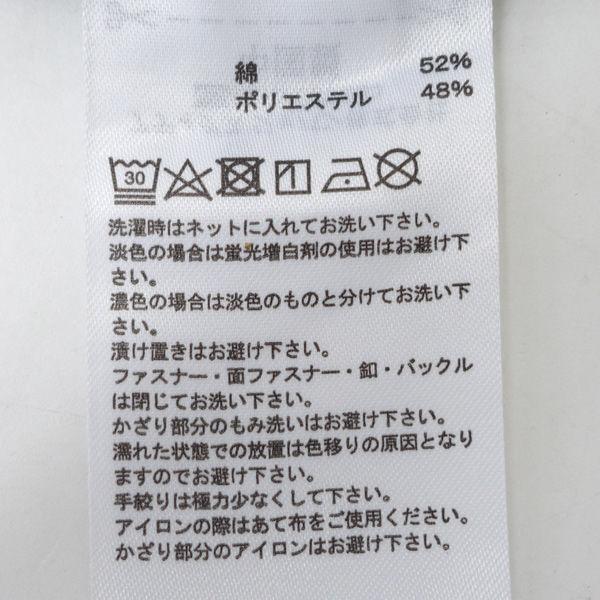 綿 52%
ポリエステル 48%
30
洗濯時はネットに入れてお洗い下さい。
淡色の場合は蛍光増白剤の使用はお避け下
さい。
濃色の場合は淡色のものと分けてお洗い下
さい。
漬け置きはお避け下さい。
ファスナー・面ファスナー・釦・バックル
は閉じてお洗い下さい。
かざり部分のもみ洗いはお避け下さい。
濡れた状態での放置は色移りの原因となり
ますのでお避け下さい。
手絞りは極力少なくして下さい。
アイロンの際はあて布をご使用ください。
かざり部分のアイロンはお避け下さい。